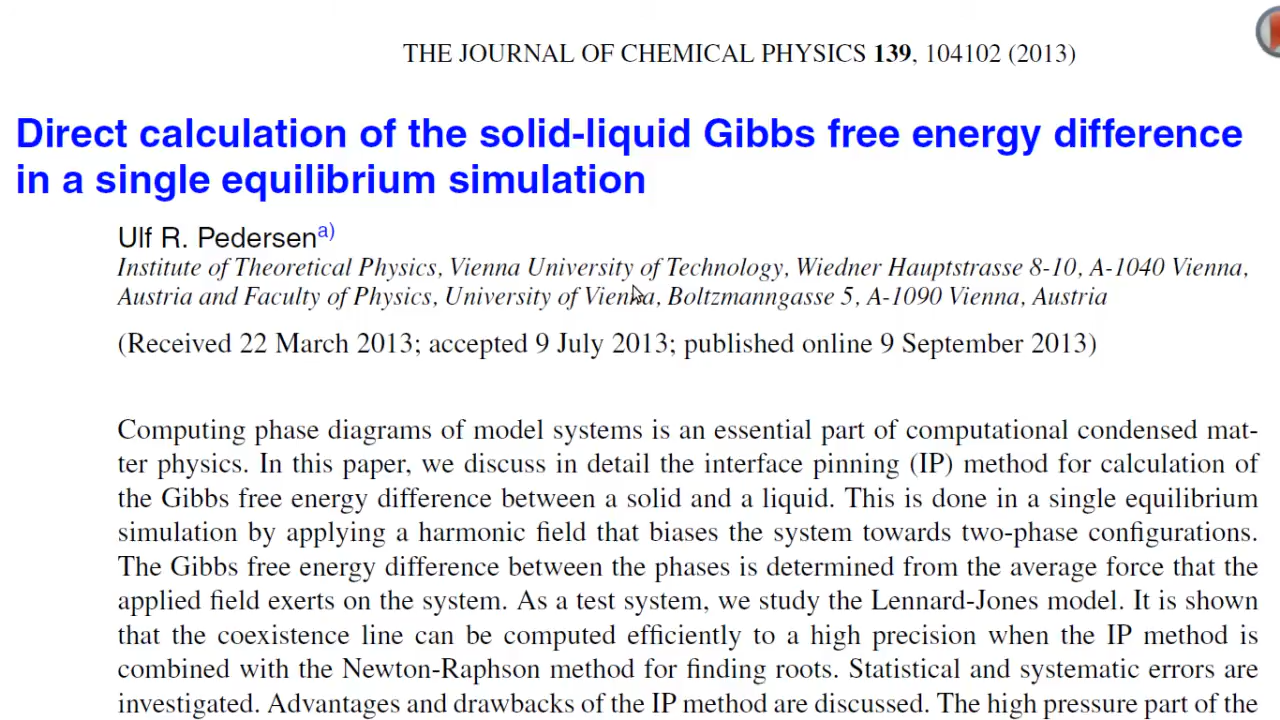 THE JOURNAL OF CHEMICAL PHYSICS 139, 104102 (2013)
Direct calculation of the solid-liquid Gibbs free energy difference
in a single equilibrium simulation
Ulf R. Pedersen a)
Institute of Theoretical Physics, Vienna University of Technology, Wiedner Hauptstrasse 8-10, A-1040 Vienna,
Austria and Faculty of Physics, University of Vienna, Boltzmanngasse 5, A-1090 Vienna, Austria
(Received 22 March 2013; accepted 9 July 2013; published online 9 September 2013)
Computing phase diagrams of model systems is an essential part of computational condensed mat-
ter physics. In this paper, we discuss in detail the interface pinning (IP) method for calculation of
the Gibbs free energy difference between a solid and a liquid. This is done in a single equilibrium
simulation by applying a harmonic field that biases the system towards two-phase configurations.
The Gibbs free energy difference between the phases is determined from the average force that the
applied field exerts on the system. As a test system, we study the Lennard-Jones model. It is shown
that the coexistence line can be computed efficiently to a high precision when the IP method is
combined with the Newton-Raphson method for finding roots. Statistical and systematic errors are
investigated. Advantages and drawbacks of the IP method are discussed. The high pressure part of the